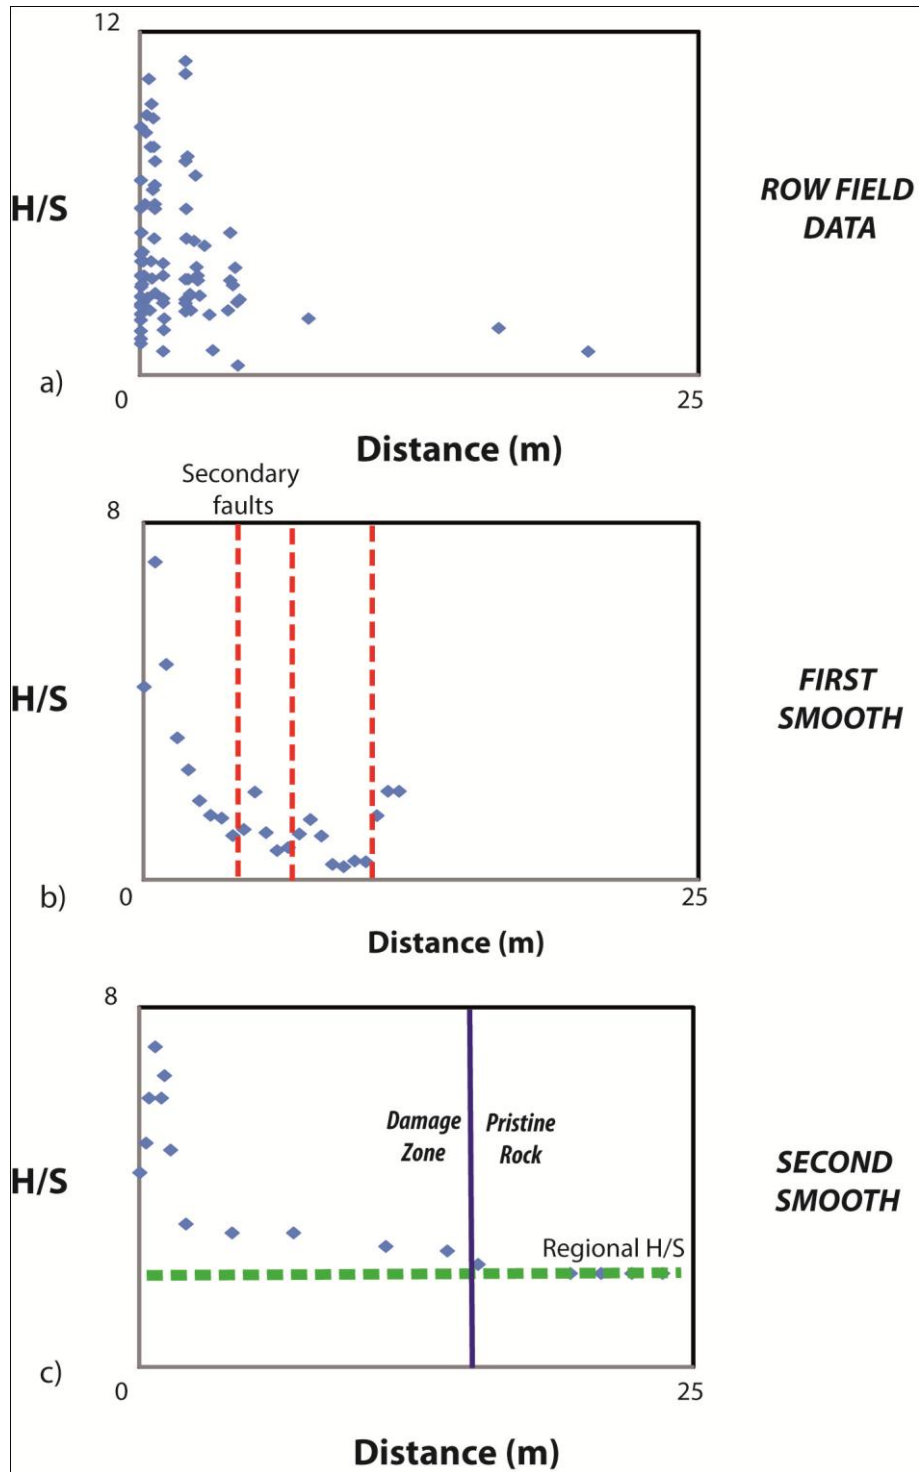 12
H/S
ROW FIELD
DATA
a)
0
25
Distance (m)
Secondary
faults
8
H/S
FIRST
SMOOTH
b)
0
25
Distance (m)
8
Damage
Zone
Pristine
Rock
H/S
SECOND
SMOOTH
Regional H/S
c)
0
25
Distance (m)